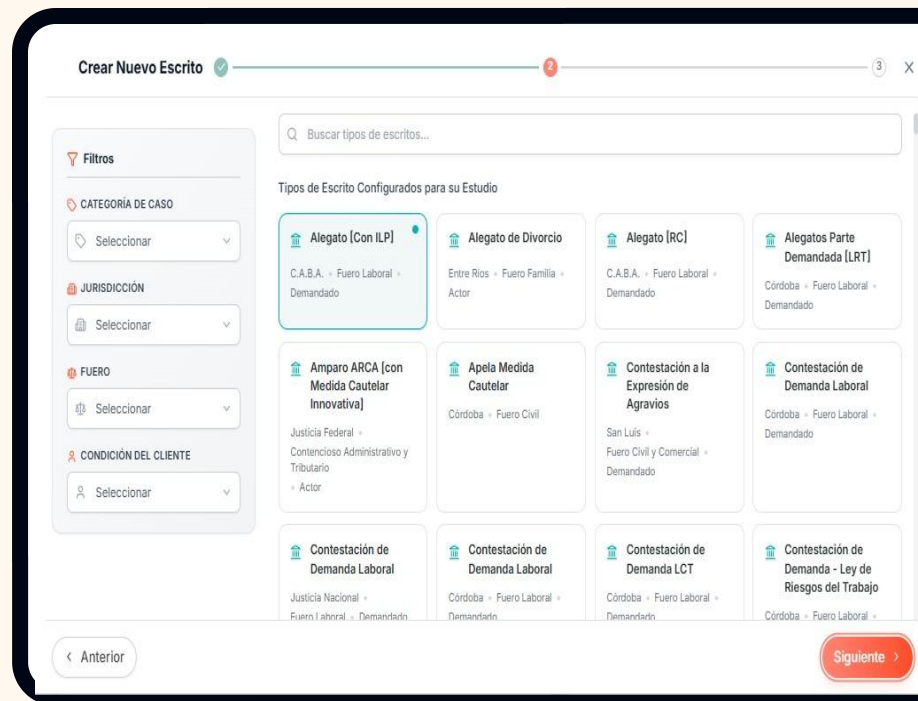 Crear Nuevo Escrito
2
3
X
Filtros
CATEGORÍA DE CASO
Seleccionar
JURISDICCIÓN
Seleccionar
FUERO
Seleccionar
CONDICIÓN DEL CLIENTE
Seleccionar
Buscar tipos de escritos...
Tipos de Escrito Configurados para su Estudio
Alegato [Con ILP]
C.A.B.A. • Fuero Laboral •
Demandado
Alegato de Divorcio
Entre Ríos • Fuero Familia •
Actor
Alegato [RC]
C.A.B.A. • Fuero Laboral •
Demandado
Alegatos Parte
Demandada [LRT]
Córdoba • Fuero Laboral •
Demandado
Amparo ARCA [con
Medida Cautelar
Innovativa]
Justicia Federal •
Contencioso Administrativo y
Tributario
• Actor
Apela Medida
Cautelar
Córdoba • Fuero Civil
Contestación a la
Expresión de
Agravios
San Luis •
Fuero Civil y Comercial •
Demandado
Contestación de
Demanda Laboral
Córdoba • Fuero Laboral •
Demandado
Contestación de
Demanda Laboral
Justicia Nacional •
Fuero Laboral • Demandado
Contestación de
Demanda Laboral
Córdoba • Fuero Laboral •
Demandado
Contestación de
Demanda LCT
Córdoba • Fuero Laboral •
Demandado
Contestación de
Demanda - Ley de
Riesgos del Trabajo
Córdoba • Fuero Laboral •
< Anterior
Siguiente >